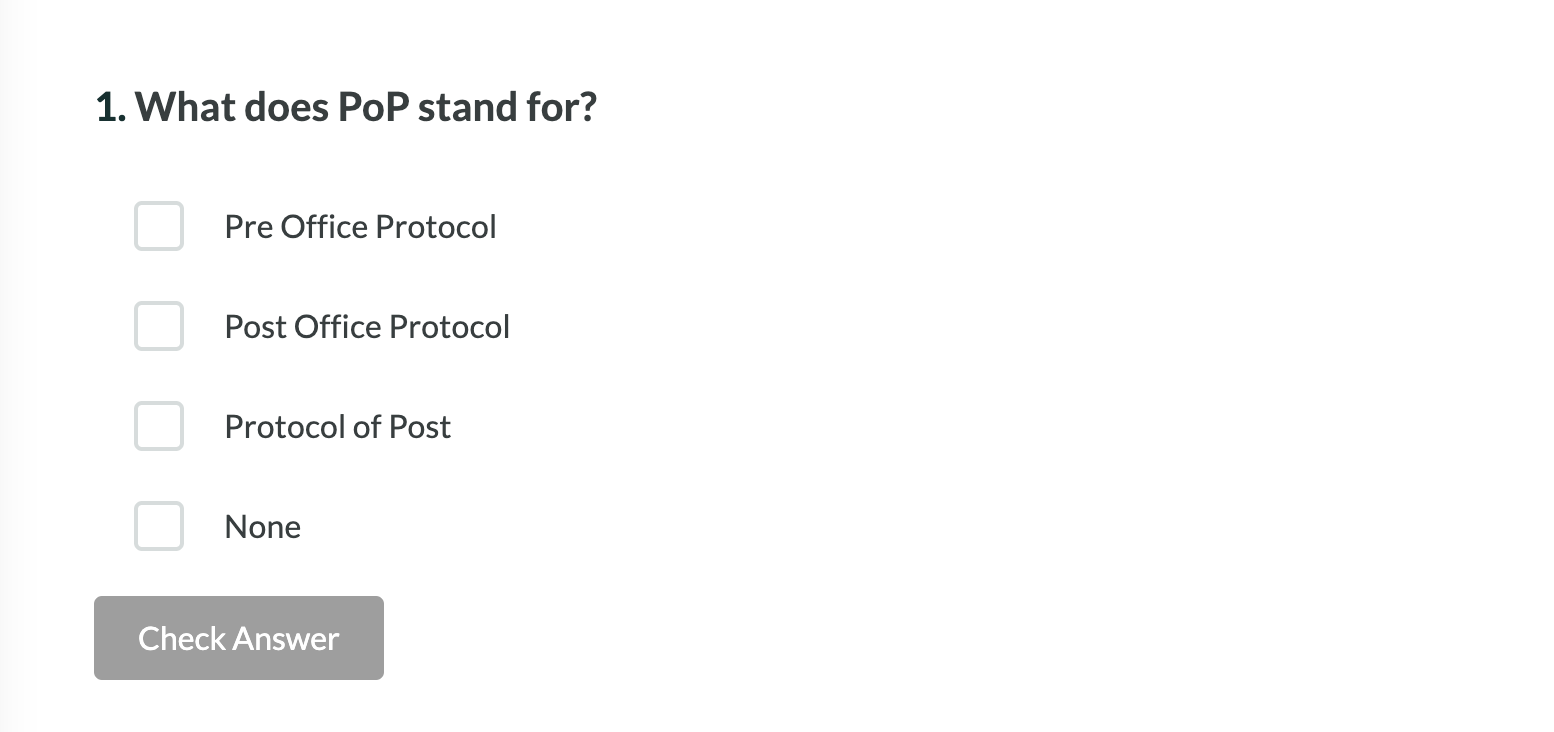 1. What does PoP stand for?
Pre Office Protocol
Post Office Protocol
Protocol of Post
None
Check Answer